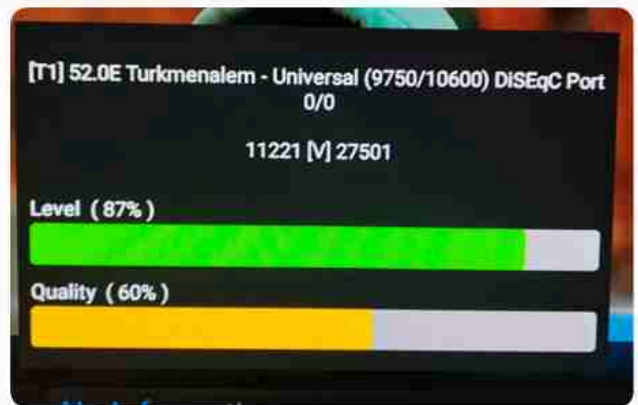 [T1] 52.0E Turkmenalem - Universal (9750/10600) DiSEqC Port
0/0
11221 [V] 27501
Level (87%)
Quality (60%)